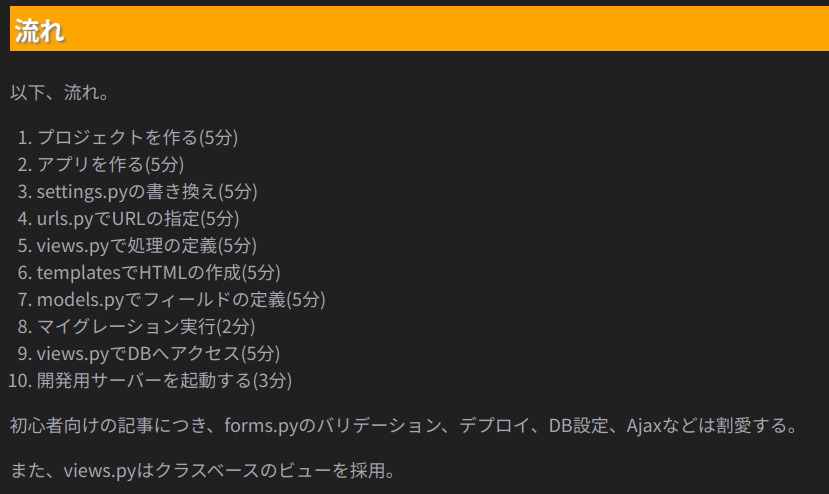 流れ
以下、流れ。
1. プロジェクトを作る(5分)
2. アプリを作る(5分)
3. settings.pyの書き換え(5分)
4. urls.pyでURLの指定(5分)
5. views.pyで処理の定義(5分)
6. templatesでHTMLの作成(5分)
7. models.pyでフィールドの定義(5分)
8. マイグレーション実行(2分)
9. views.pyでDBへアクセス(5分)
10. 開発用サーバーを起動する(3分)
初心者向けの記事につき、forms.pyのバリデーション、デプロイ、DB設定、Ajaxなどは割愛する。
また、views.pyはクラスベースのビューを採用。